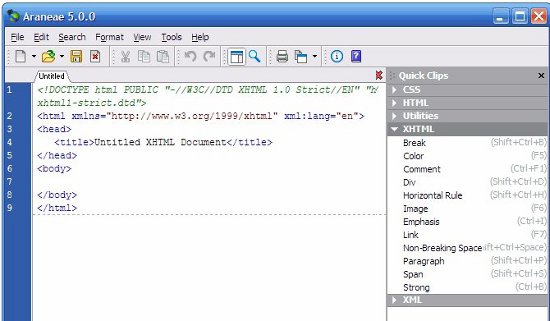 Araneae 5.0.0
File Edit Search Format View Tools Help
Untitled
Quick Clips
1 <!DOCTYPE html PUBLIC "-//W3C//DTD XHTML 1.0 Strict//EN"
xhtml1-strict.dtd">
2 <html xmlns="http://www.w3.org/1999/xhtml" xml:lang="en">
3 <head>
4 <title>Untitled XHTML Document</title>
5 </head>
6 <body>
7
8 </body>
9 </html>
CSS
HTML
Utilities
XHTML
Break (Shift+Ctrl+B)
Color (F5)
Comment (Ctrl+F1)
Div (Shift+Ctrl+D)
Horizontal Rule (Shift+Ctrl+H)
Image (F6)
Emphasis (Ctrl+I)
Link (F7)
Non-Breaking Space ift+Ctrl+Space)
Paragraph (Shift+Ctrl+P)
Span (Shift+Ctrl+S)
Strong (Ctrl+B)
XML